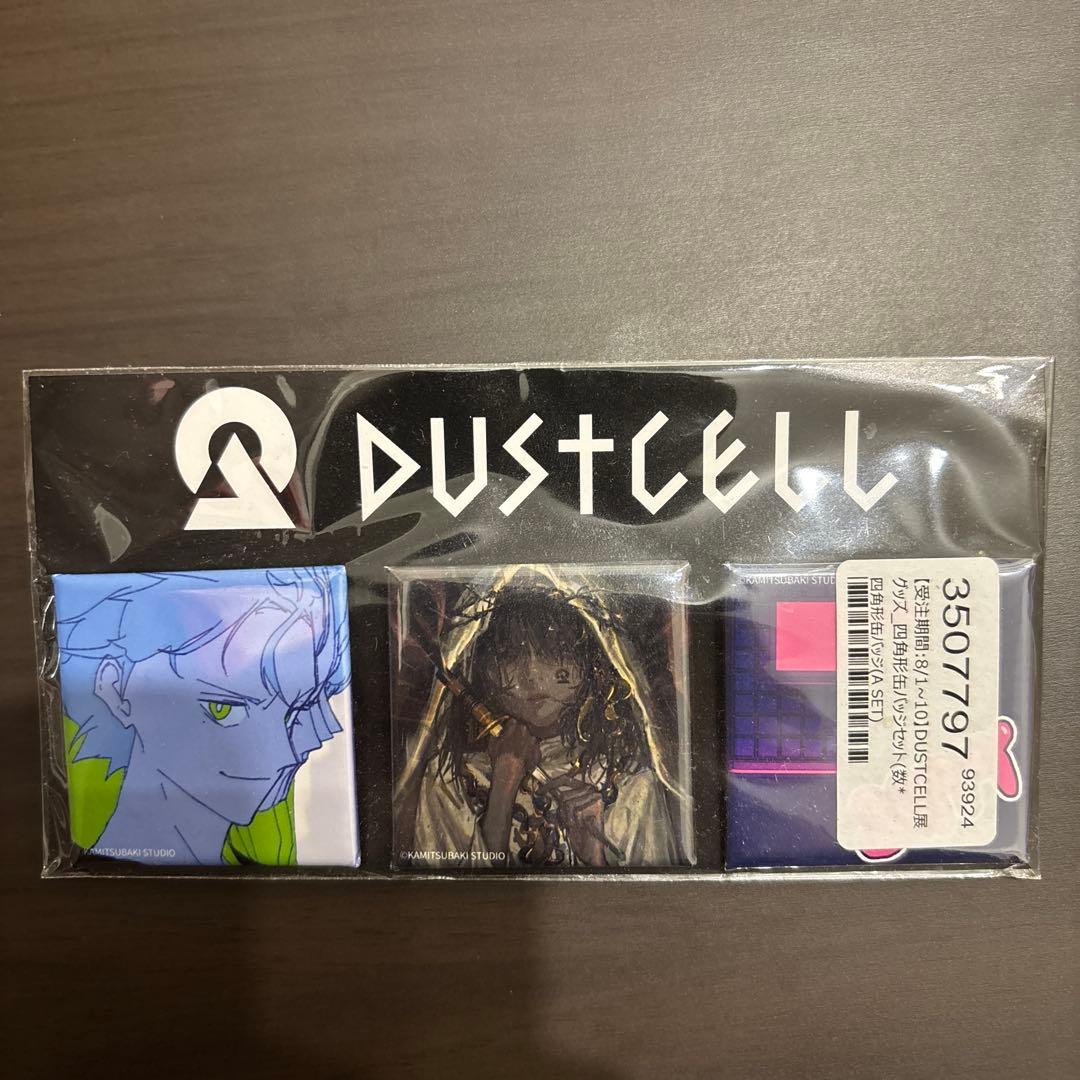 DUSTCELL
©KAMITSUBAKI STUD
3507797 93924
【受注期間:8/1~10】DUSTCELL展
グッズ_四角形缶バッジセット(数*
四角形缶バッジ(A SET)
KAMITSUBAKI STUDIO
©KAMITSUBAKI STUDIO